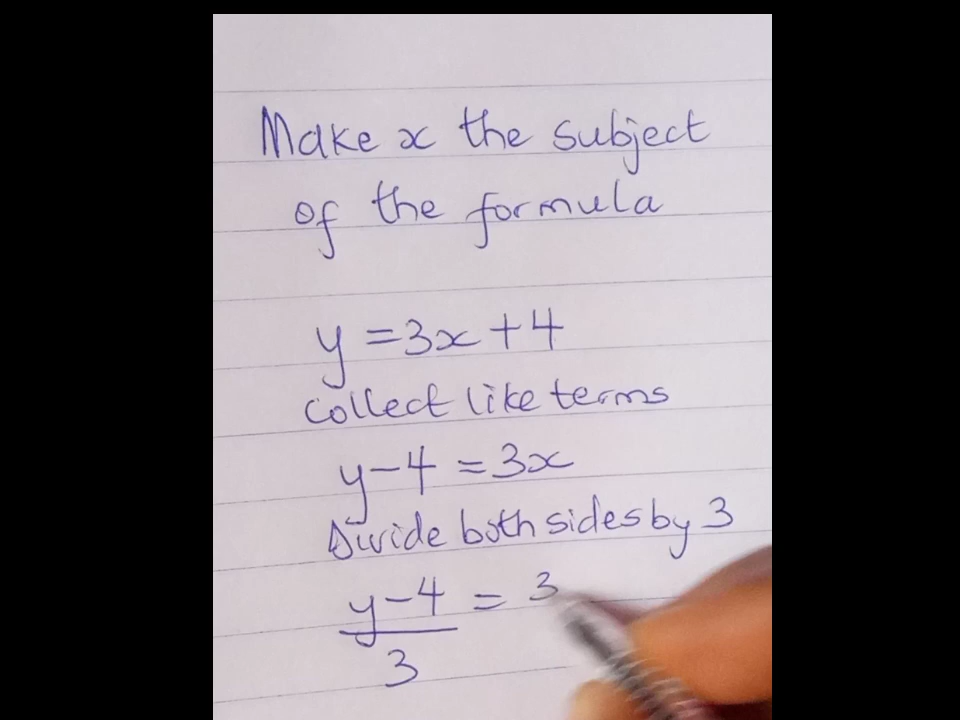 Make x the subject
of the formula
y = 3x + 4
Collect like terms
y - 4 = 3x
Divide both sides by 3
y - 4 = 3
3